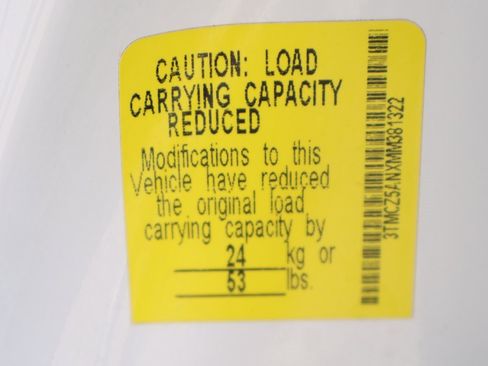 CAUTION: LOAD
CARRYING CAPACITY
REDUCED
Modifications to this
Vehicle have reduced
the original load
carrying capacity by
24 kg or
53 lbs.
3TMCZ5ANXMM381322